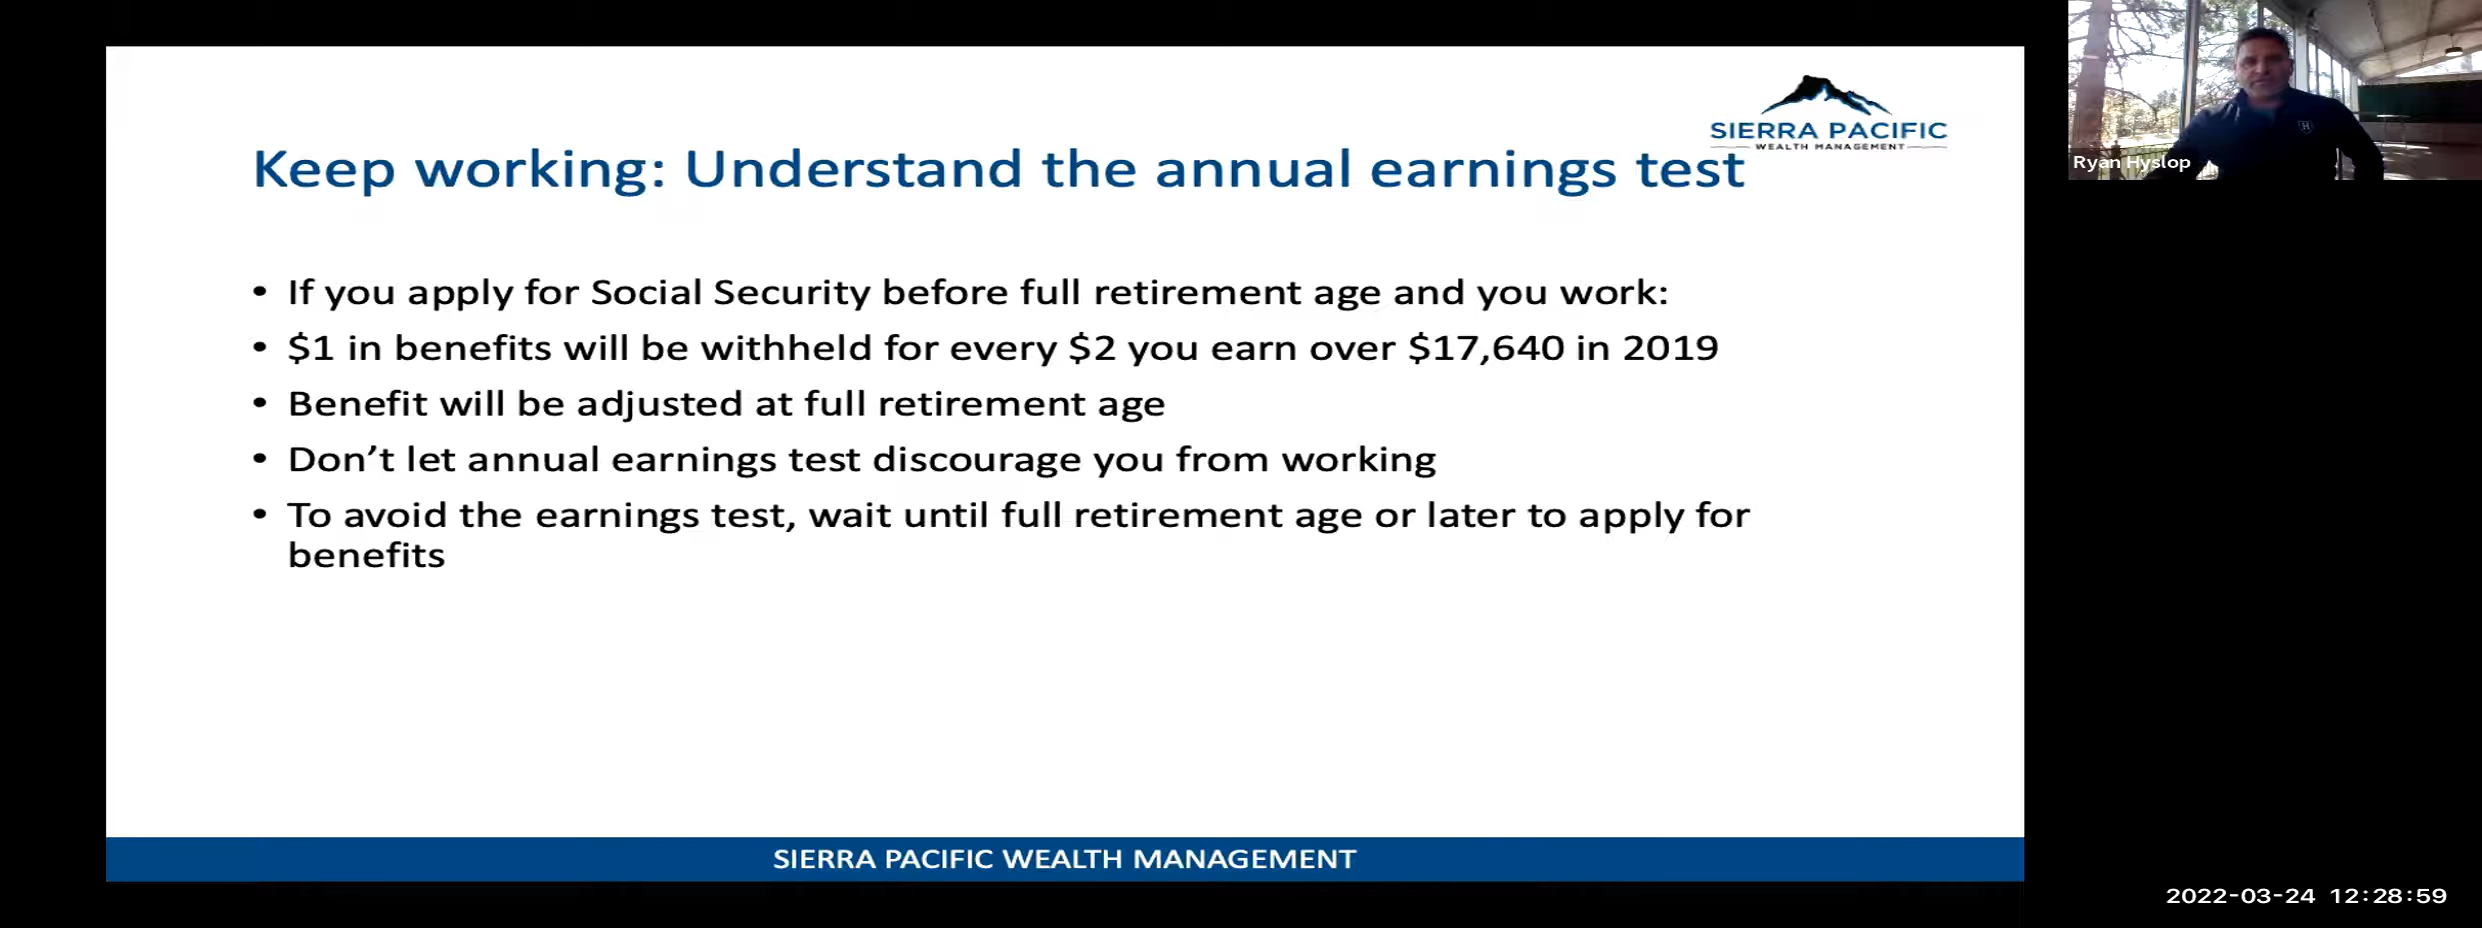 SIERRA PACIFIC
WEALTH MANAGEMENT
Keep working: Understand the annual earnings test
• If you apply for Social Security before full retirement age and you work:
• $1 in benefits will be withheld for every $2 you earn over $17,640 in 2019
• Benefit will be adjusted at full retirement age
• Don’t let annual earnings test discourage you from working
• To avoid the earnings test, wait until full retirement age or later to apply for
benefits
SIERRA PACIFIC WEALTH MANAGEMENT
Ryan Hyslop
H
2022-03-24 12:28:59